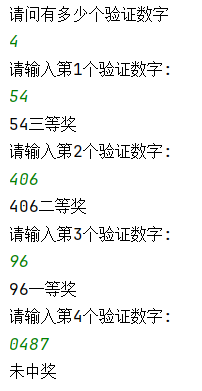 请问有多少个验证数字
4
请输入第1个验证数字:
54
54三等奖
请输入第2个验证数字:
406
406二等奖
请输入第3个验证数字:
96
96一等奖
请输入第4个验证数字:
0487
未中奖